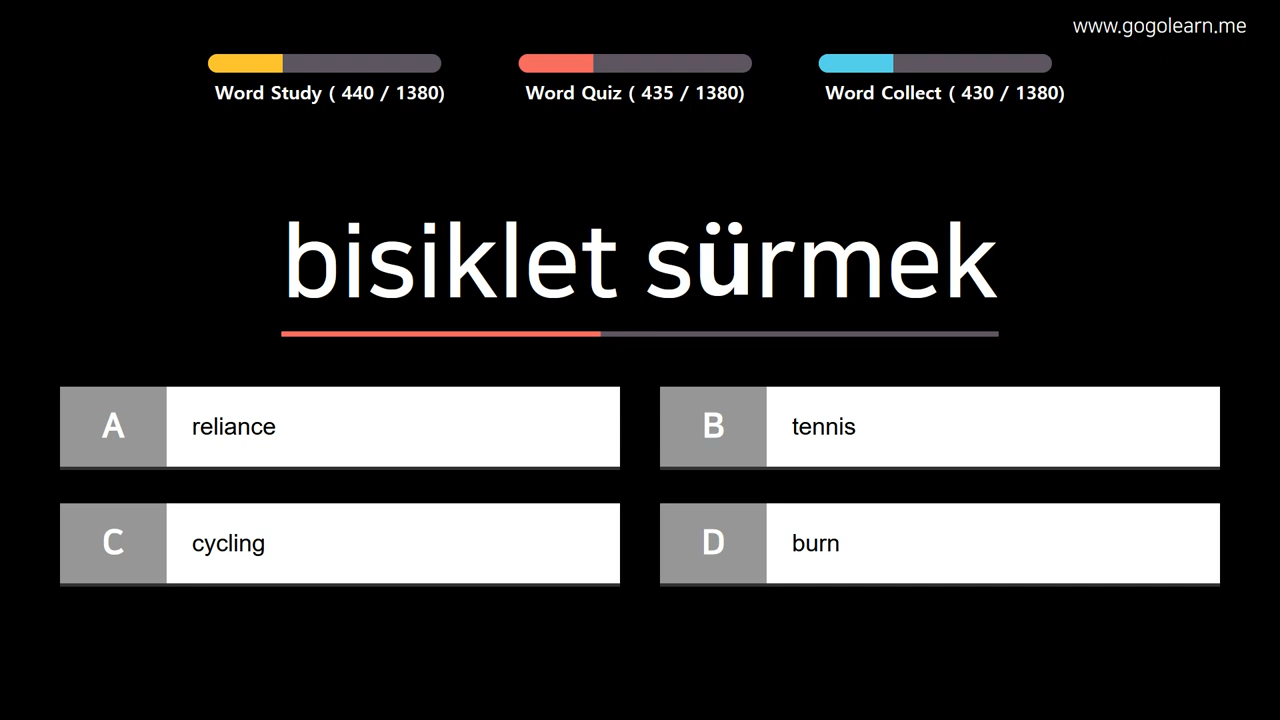 www.gogolearn.me
Word Study ( 440 / 1380)
Word Quiz ( 435 / 1380)
Word Collect ( 430 / 1380)
bisiklet sürmek
A reliance
B tennis
C cycling
D burn